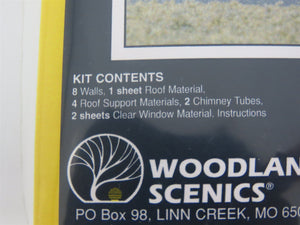 KIT CONTENTS
8 Walls, 1 sheet Roof Material,
4 Roof Support Materials, 2 Chimney Tubes,
2 sheets Clear Window Material, Instructions
WOODLAN
SCENICS®
PO Box 98, LINN CREEK, MO 650